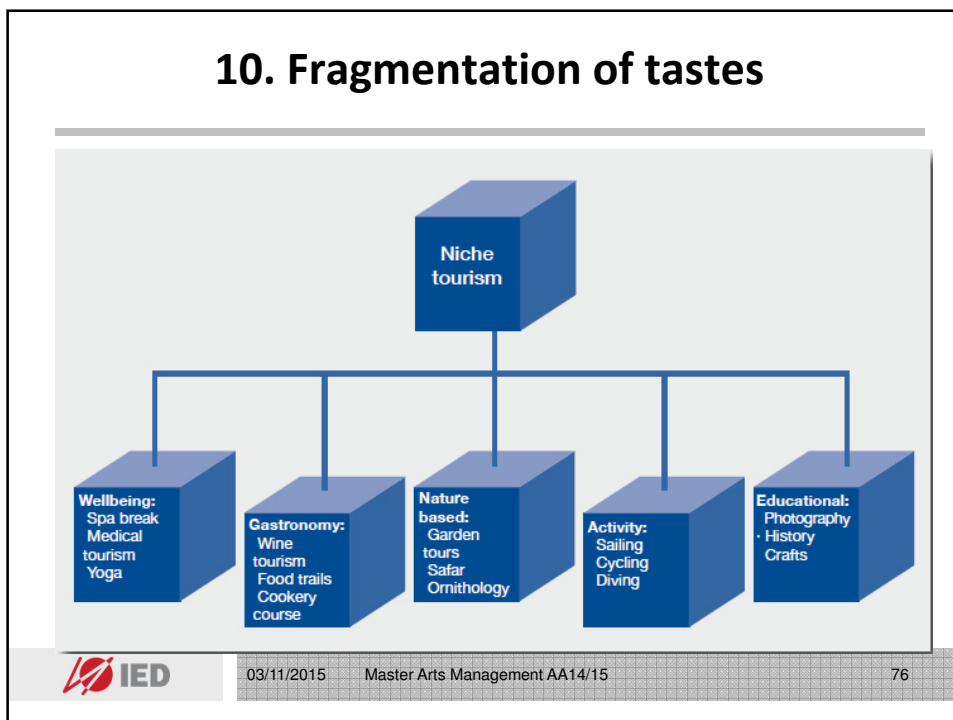 10. Fragmentation of tastes
Niche
tourism
Wellbeing:
Spa break
Medical
tourism
Yoga
Gastronomy:
Wine
tourism
Food trails
Cookery
course
Nature
based:
Garden
tours
Safar
Ornithology
Activity:
Sailing
Cycling
Diving
Educational:
Photography
· History
Crafts
IED
03/11/2015 Master Arts Management AA14/15 76